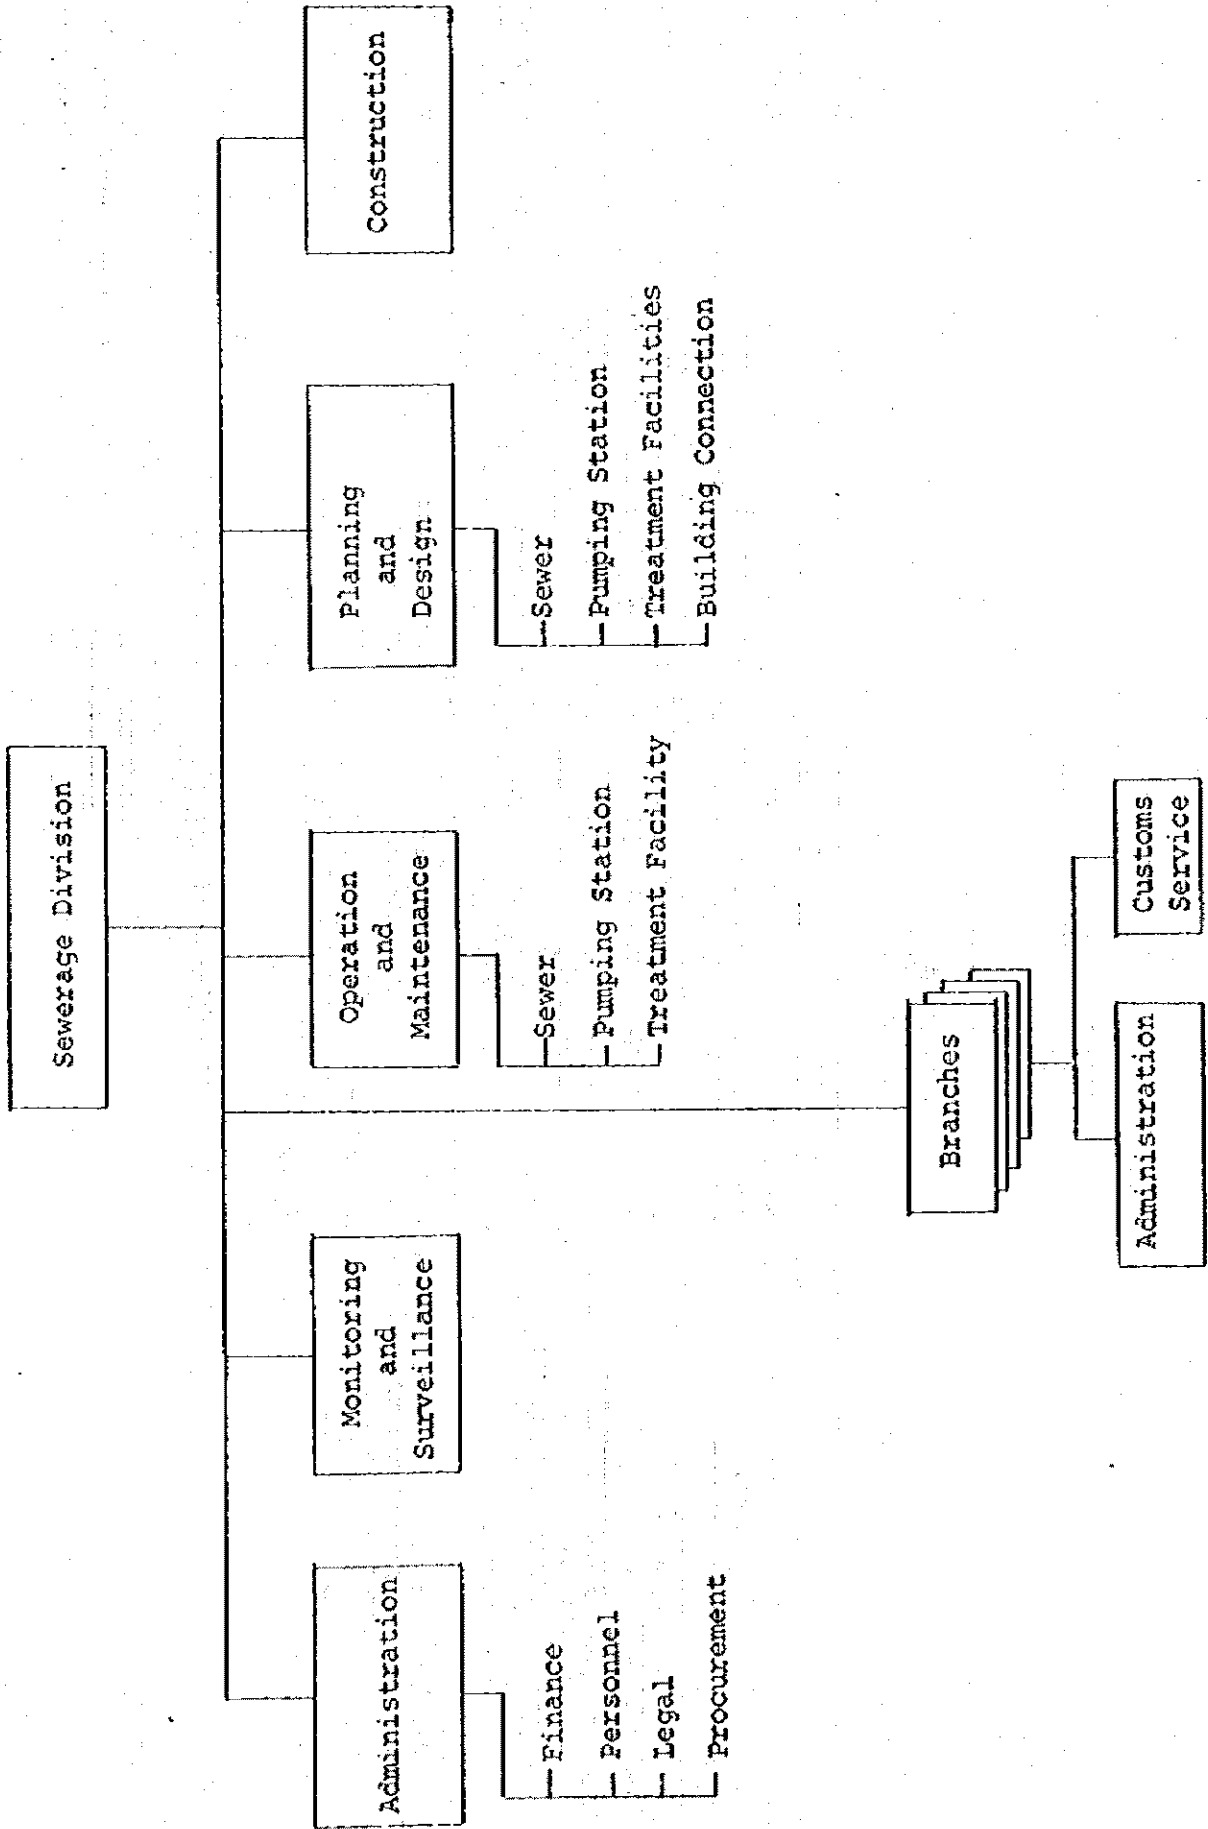 Sewerage Division
Administration
Monitoring
and
Surveillance
Operation
and
Maintenance
Planning
and
Design
Construction
Finance
Personnel
Legal
Procurement
Sewer
Pumping Station
Treatment Facility
Sewer
Pumping Station
Treatment Facilities
Building Connection
Branches
Administration
Customs
Service